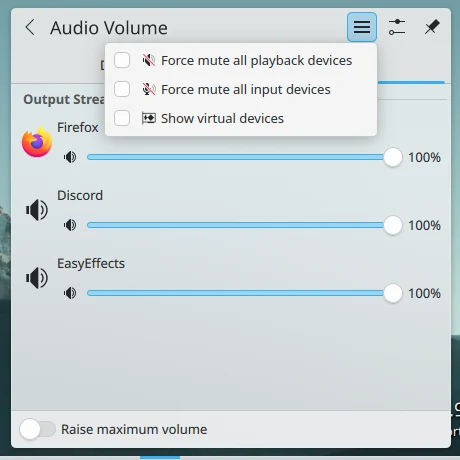 Audio Volume
Force mute all playback devices
Force mute all input devices
Show virtual devices
Output Strea
Firefox
100%
Discord
100%
EasyEffects
100%
Raise maximum volume